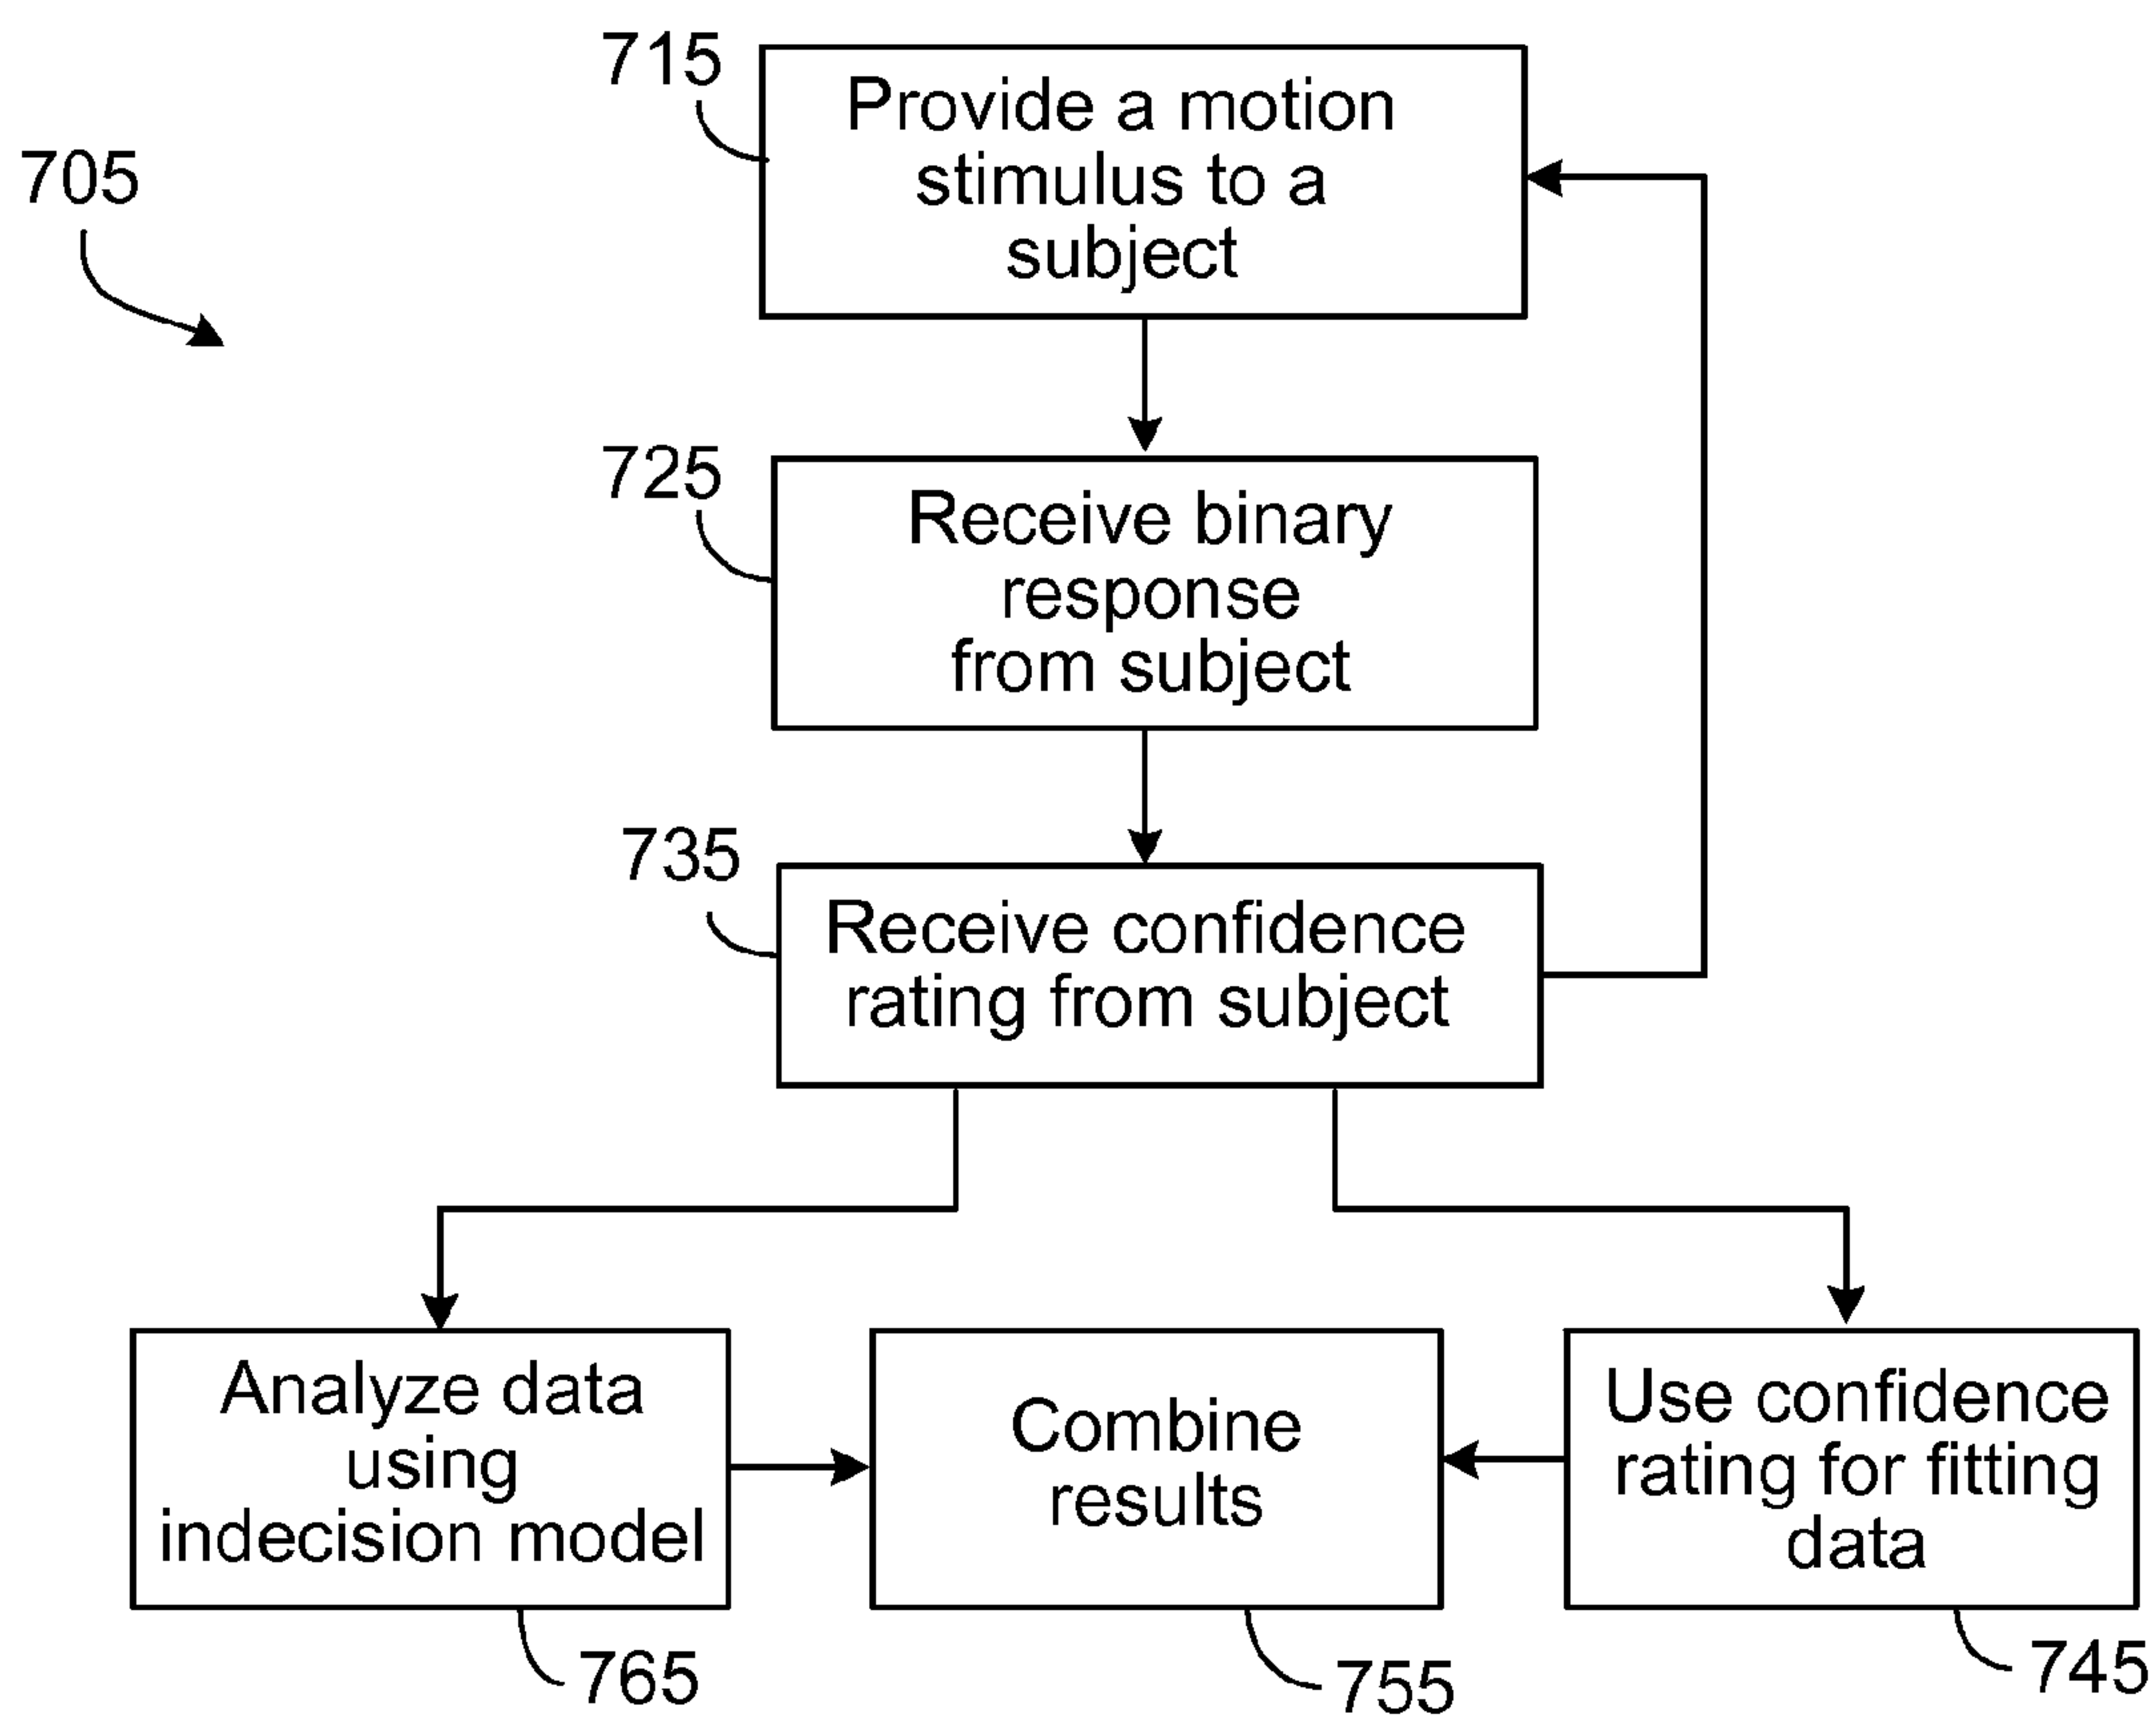 715
Provide a motion
stimulus to a
subject
705
725
Receive binary
response
from subject
735
Receive confidence
rating from subject
Analyze data
using
indecision model
Combine
results
Use confidence
rating for fitting
data
765
755
745